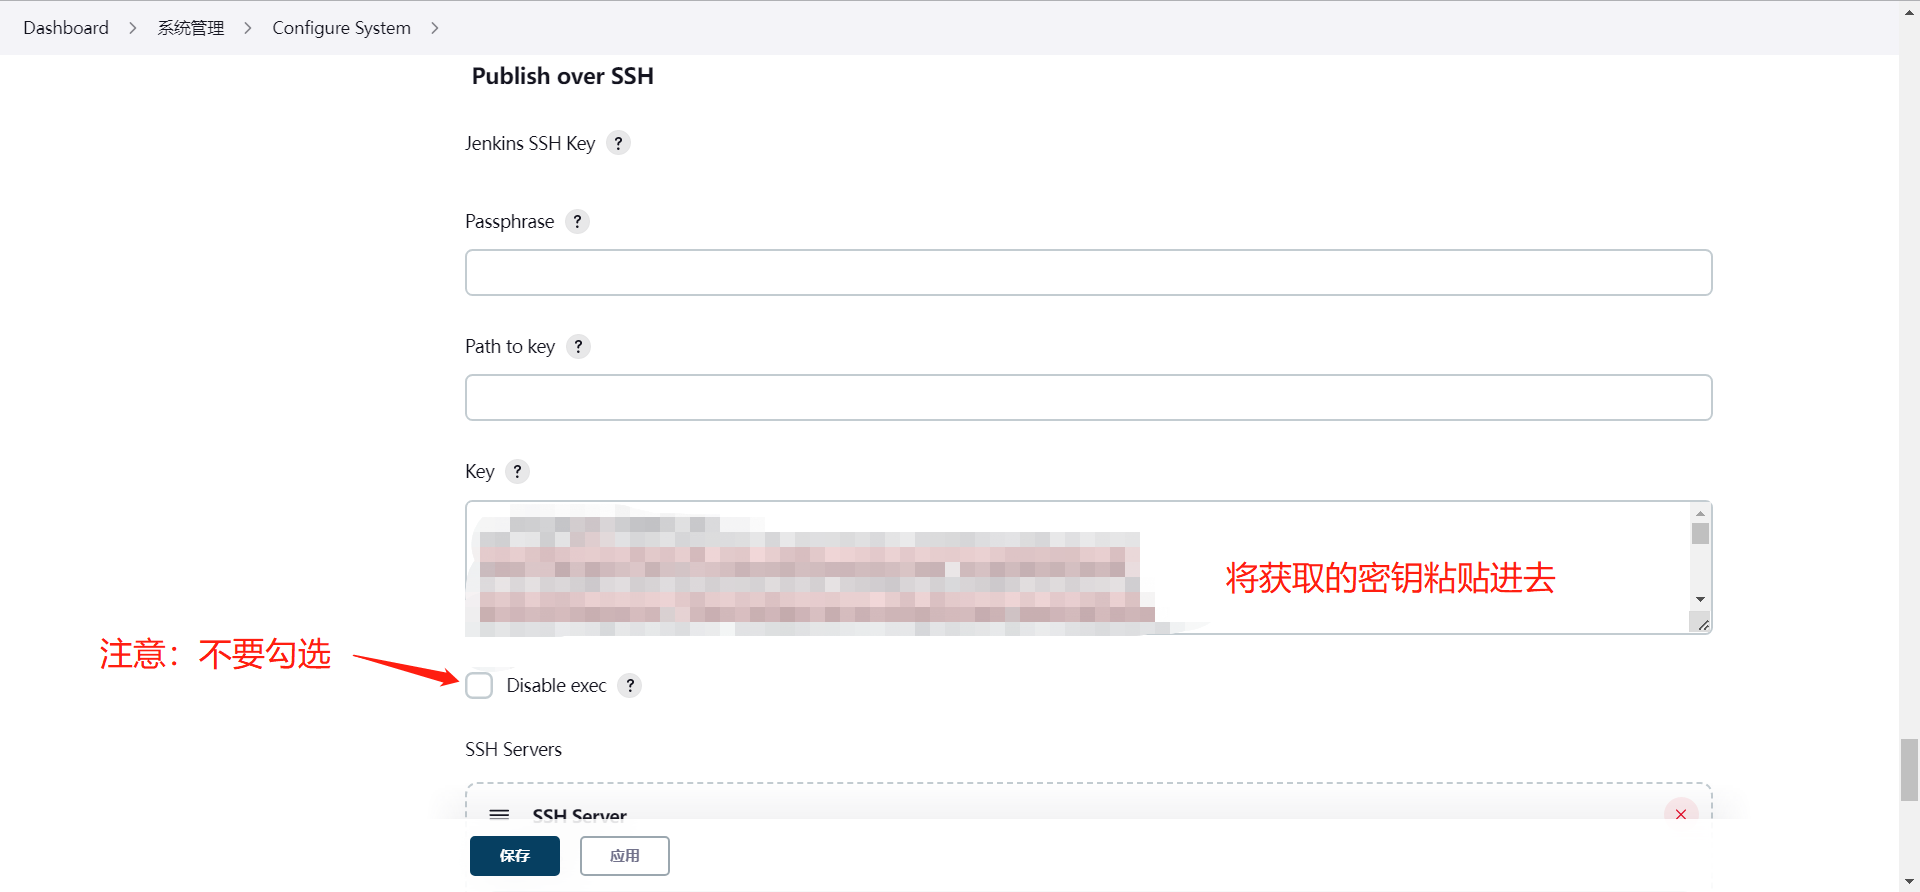 Dashboard > 系统管理 > Configure System >
Publish over SSH
Jenkins SSH Key ?
Passphrase ?
Path to key ?
Key ?
将获取的密钥粘贴进去
注意：不要勾选
Disable exec ?
SSH Servers
SSH Server
保存
应用